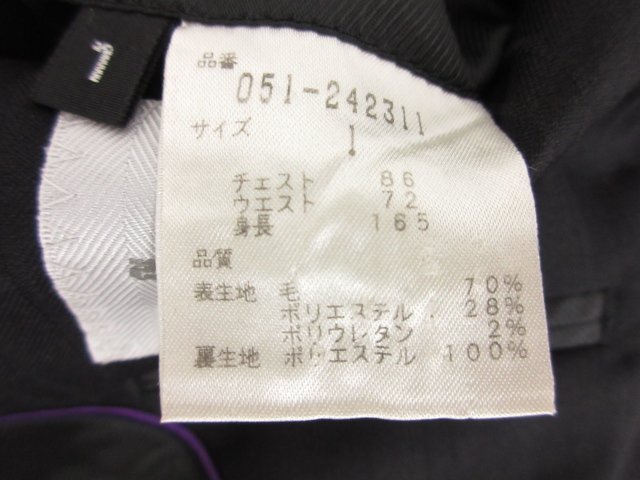 品番
051-242311
サイズ
1
チェスト 86
ウエスト 72
身長 165
品質
表生地 毛 70%
ポリエステル 28%
ポリウレタン 2%
裏生地 ポリエステル 100%